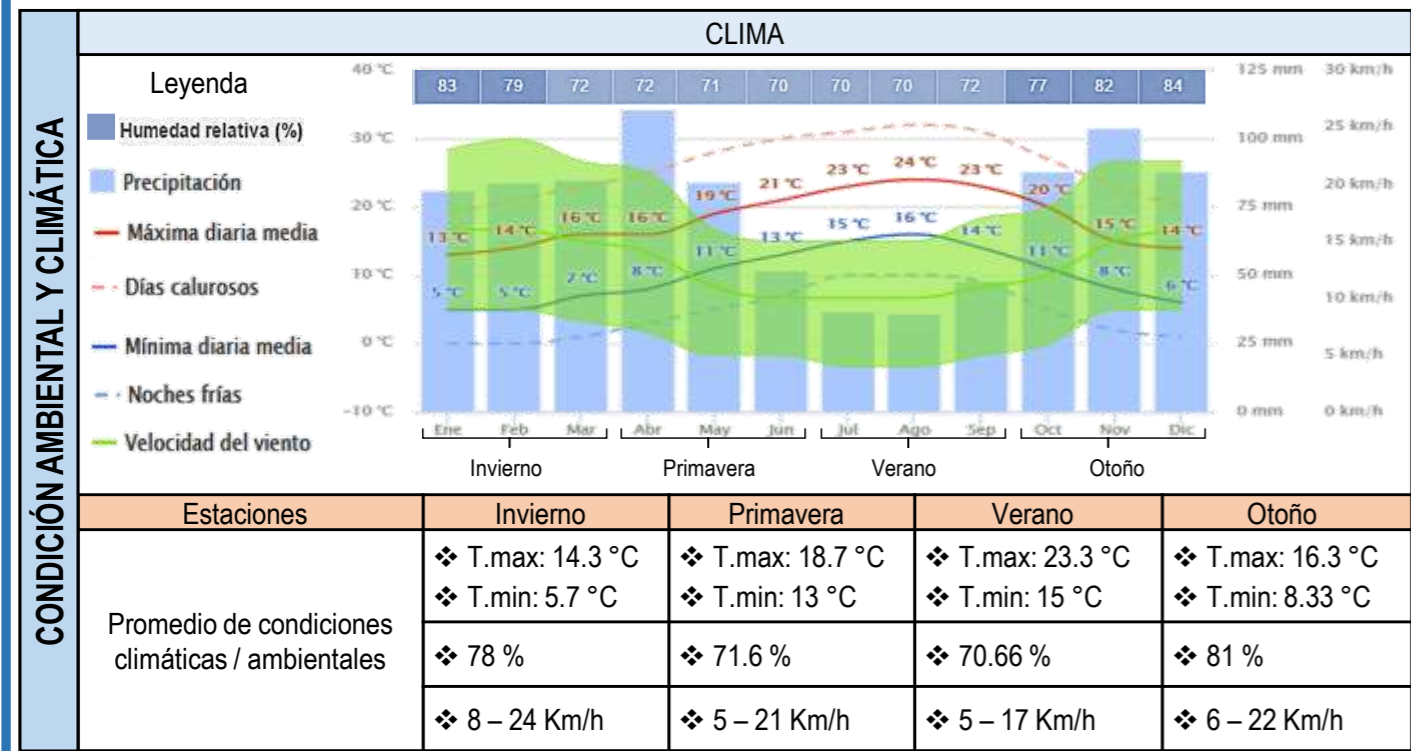 CONDICIÓN AMBIENTAL Y CLIMÁTICA
CLIMA
Leyenda
Humedad relativa (%)
Precipitación
Máxima diaria media
Días calurosos
Mínima diaria media
Noches frías
Velocidad del viento
40 °C 83 79 72 72 71 70 70 70 72 77 82 84 125 mm 30 km/h
30 °C 100 mm 25 km/h
20 °C 75 mm 20 km/h
15 km/h
10 °C 50 mm 10 km/h
0 °C 25 mm 5 km/h
-10 °C 0 mm 0 km/h
13 °C 14 °C 16 °C 16 °C 19 °C 21 °C 23 °C 24 °C 23 °C 20 °C 15 °C 14 °C
5 °C 5 °C 7 °C 8 °C 11 °C 13 °C 15 °C 16 °C 14 °C 11 °C 8 °C 6 °C
Ene Feb Mar Abr May Jun Jul Ago Sep Oct Nov Dic
Invierno Primavera Verano Otoño
Estaciones Invierno Primavera Verano Otoño
Promedio de condiciones
climáticas / ambientales
❖ T.max: 14.3 °C ❖ T.max: 18.7 °C ❖ T.max: 23.3 °C ❖ T.max: 16.3 °C
❖ T.min: 5.7 °C ❖ T.min: 13 °C ❖ T.min: 15 °C ❖ T.min: 8.33 °C
❖ 78 % ❖ 71.6 % ❖ 70.66 % ❖ 81 %
❖ 8 – 24 Km/h ❖ 5 – 21 Km/h ❖ 5 – 17 Km/h ❖ 6 – 22 Km/h